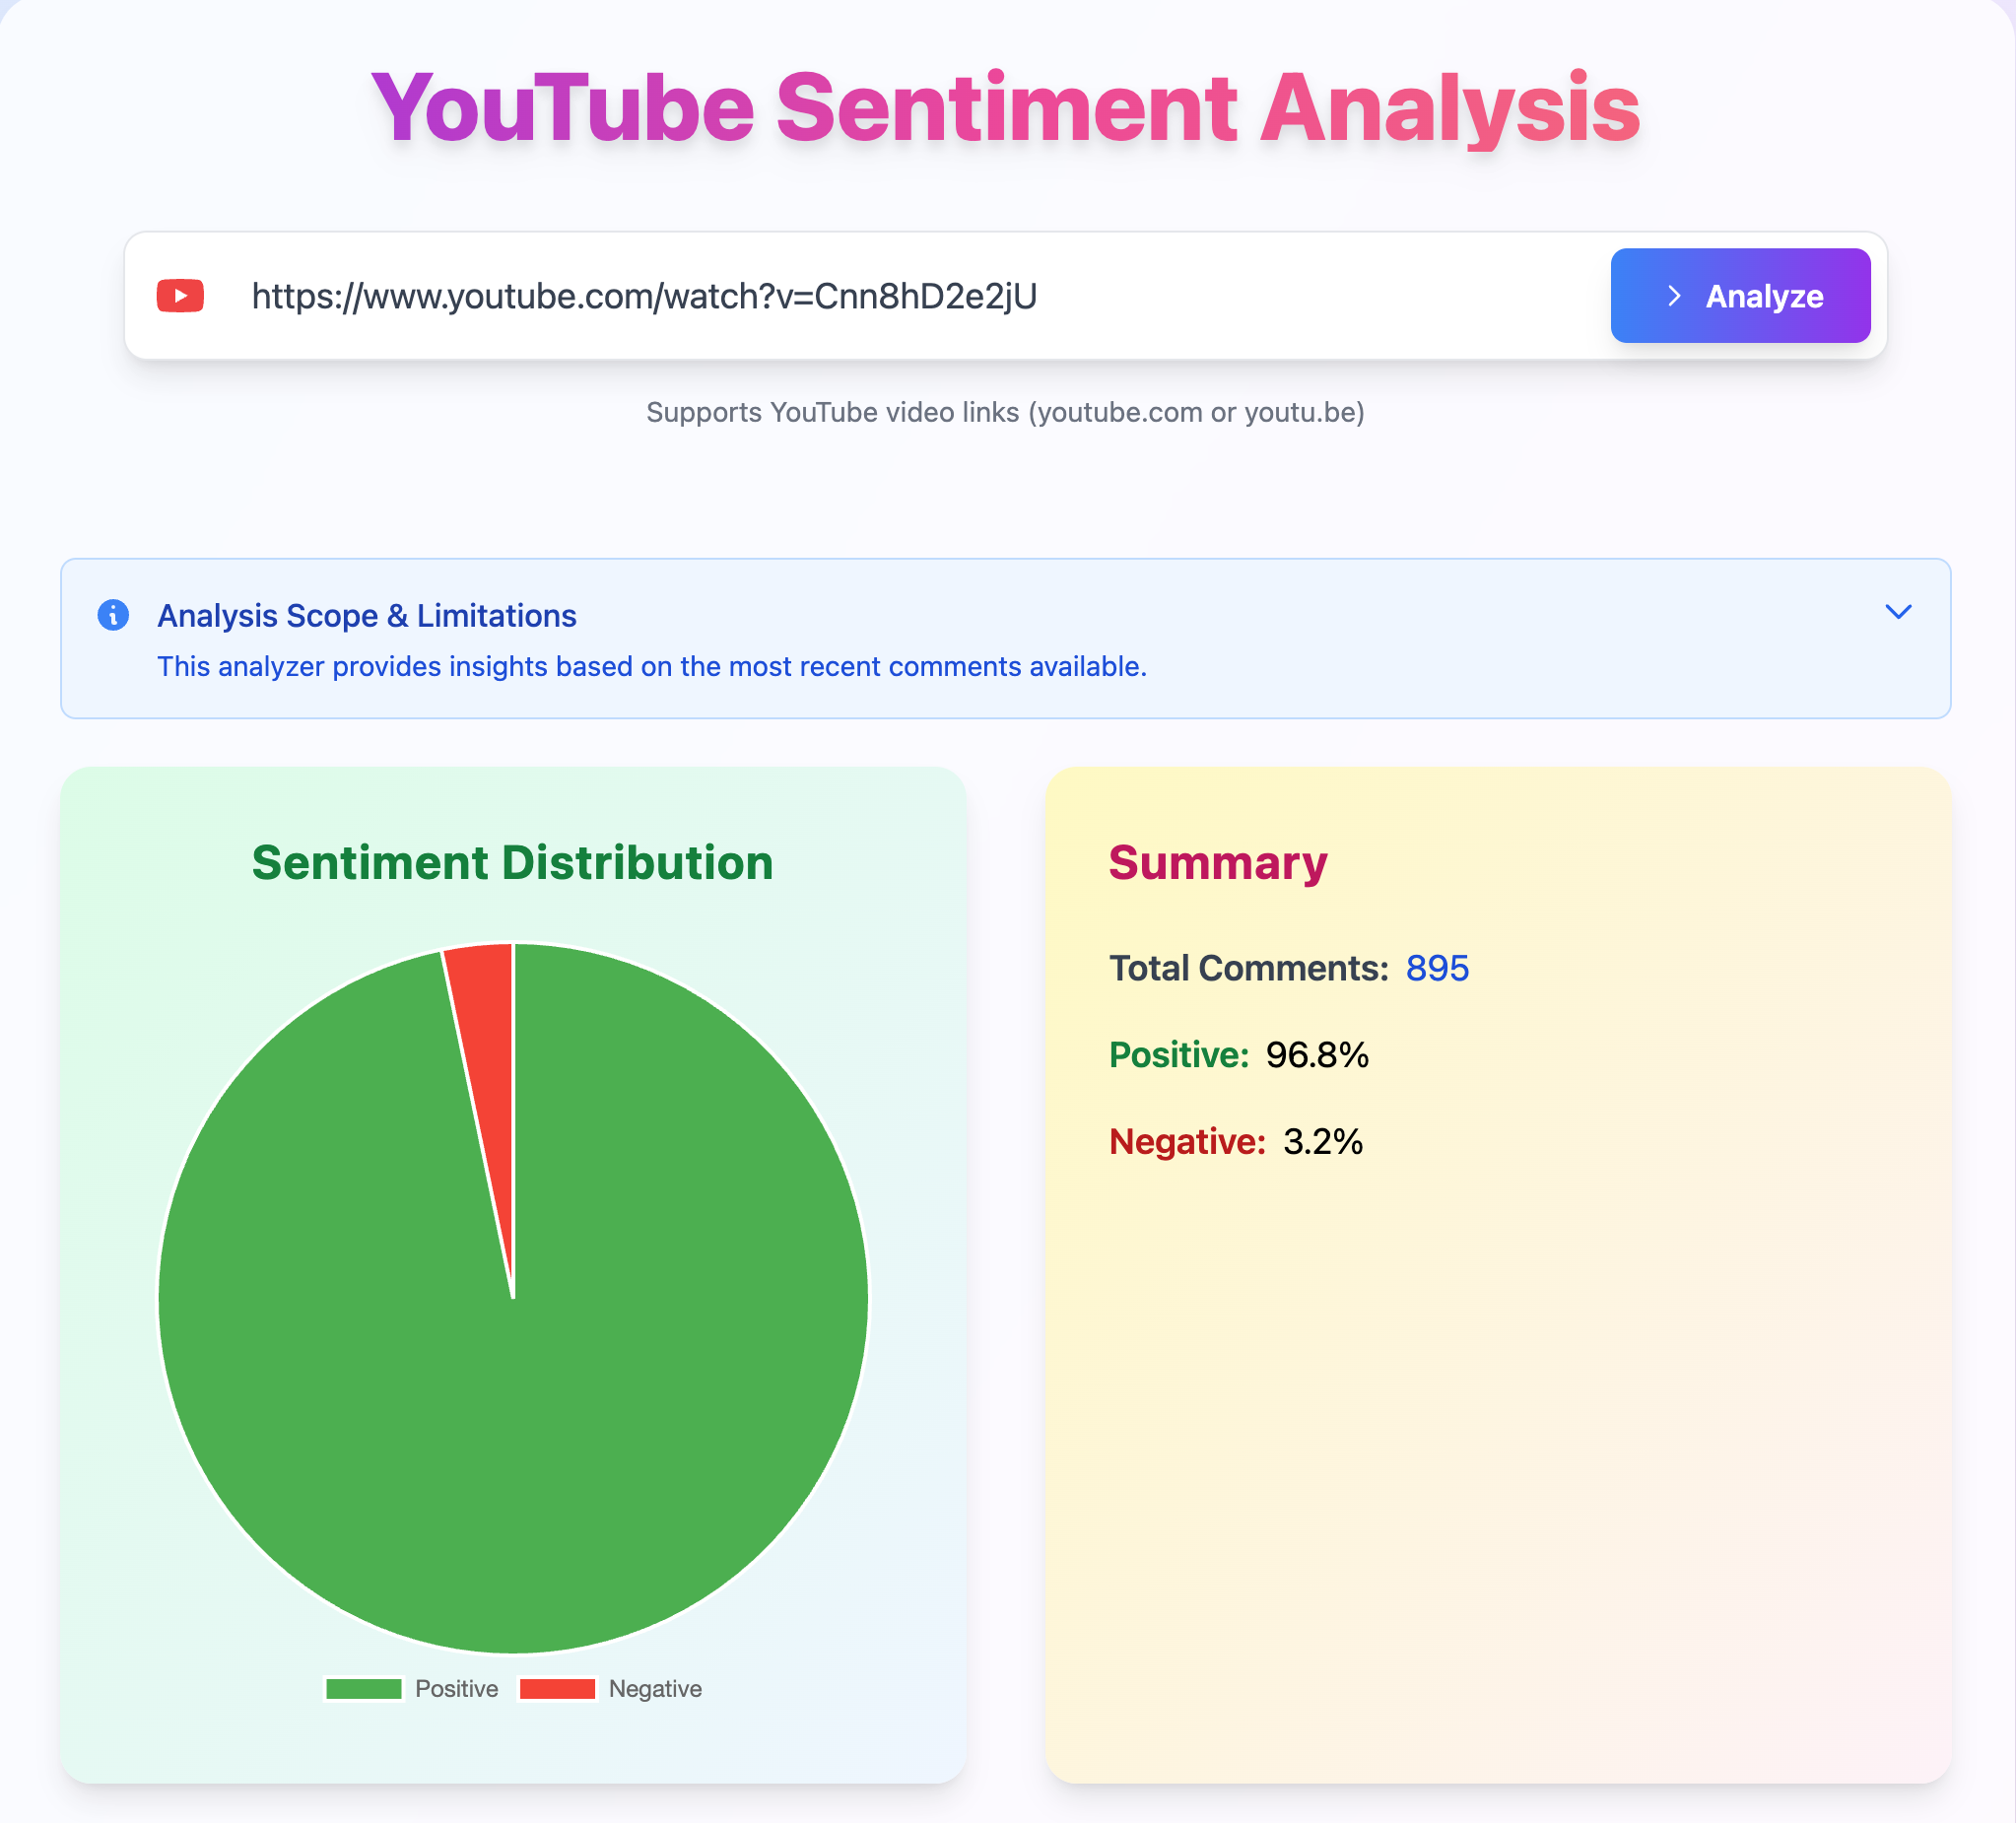 YouTube Sentiment Analysis
https://www.youtube.com/watch?v=Cnn8hD2e2jU
Analyze
Supports YouTube video links (youtube.com or youtu.be)
Analysis Scope & Limitations
This analyzer provides insights based on the most recent comments available.
Sentiment Distribution
Positive
Negative
Summary
Total Comments: 895
Positive: 96.8%
Negative: 3.2%